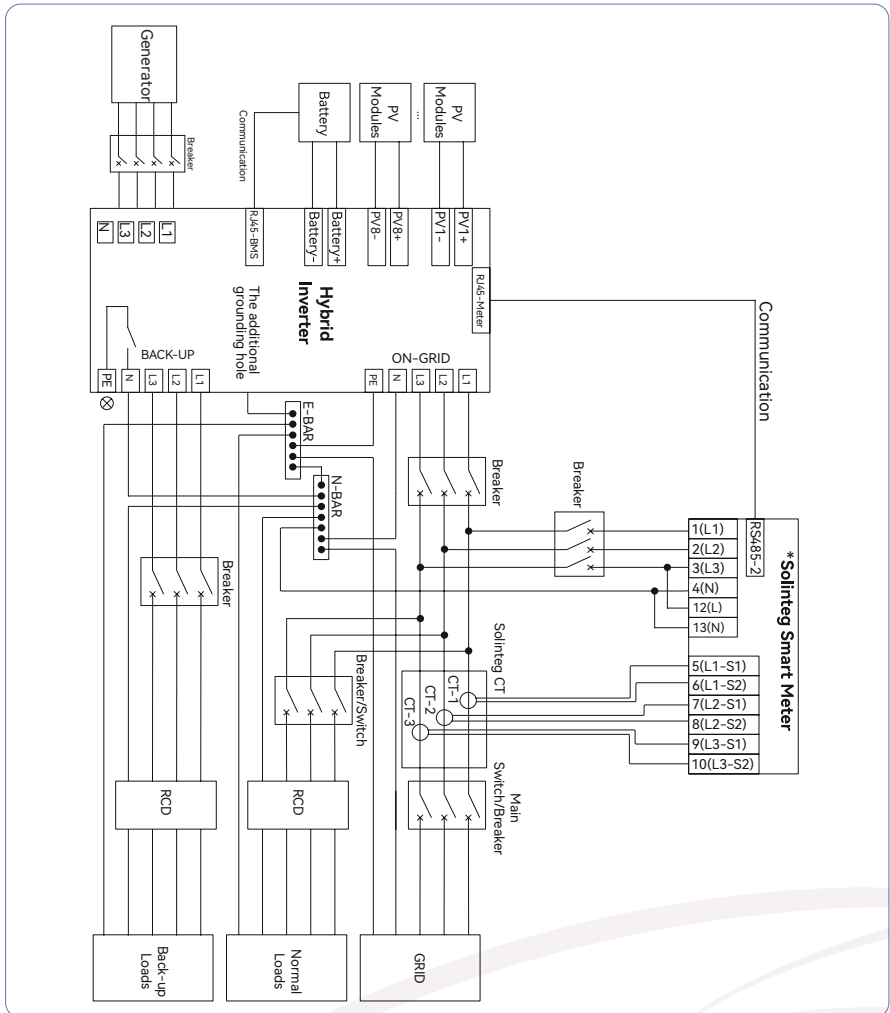 Generator
Breaker
Communication
Battery
PV
Modules
...
PV
Modules
N
L3
L2
L1
RJ45-BMS
Battery-
Battery+
PV8-
PV8+
PV1-
PV1+
RJ45-Meter
Hybrid
Inverter
The additional
grounding hole
BACK-UP
ON-GRID
PE
N
L3
L2
L1
PE
N
L3
L2
L1
Communication
E-BAR
N-BAR
Breaker
Breaker
Breaker
*Solinteg Smart Meter
RS485-2
1(L1)
2(L2)
3(L3)
4(N)
12(L)
13(N)
5(L1-S1)
6(L1-S2)
7(L2-S1)
8(L2-S2)
9(L3-S1)
10(L3-S2)
Solinteg CT
CT-1
CT-2
CT-3
Breaker/Switch
Main
Switch/Breaker
RCD
RCD
Back-up
Loads
Normal
Loads
GRID